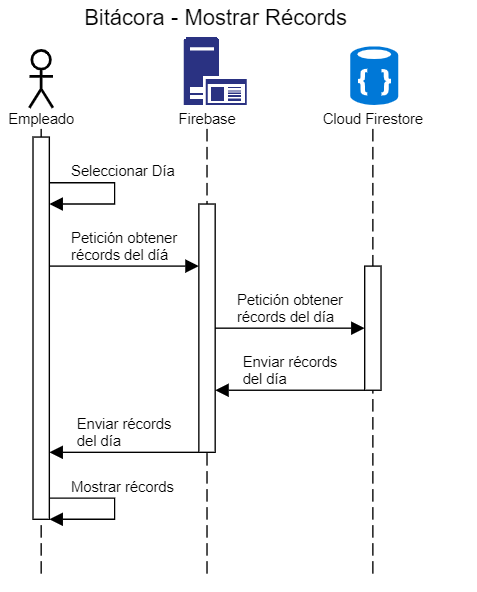 Bitácora - Mostrar Récords
Empleado
Firebase
Cloud Firestore
Seleccionar Día
Petición obtener
récords del díá
Petición obtener
récords del día
Enviar récords
del día
Enviar récords
del día
Mostrar récords